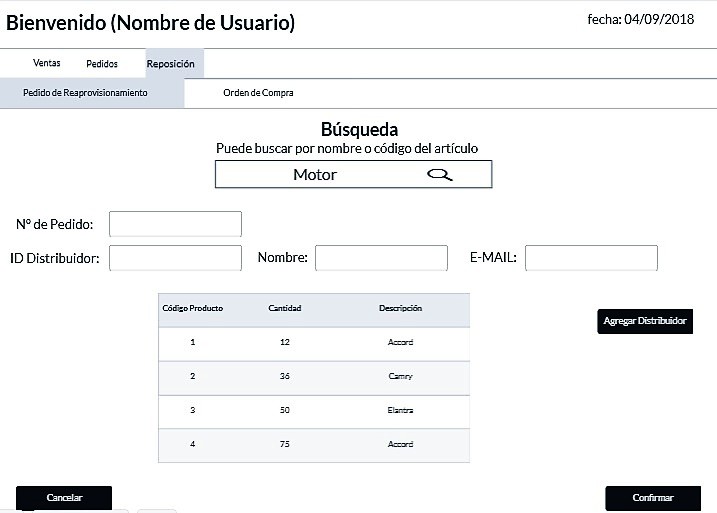 Bienvenido (Nombre de Usuario)
fecha: 04/09/2018
Ventas Pedidos Reposición
Pedido de Reaprovisionamiento Orden de Compra
Búsqueda
Puede buscar por nombre o código del artículo
Motor
Nº de Pedido:
ID Distribuidor: Nombre: E-MAIL:
Código Producto Cantidad Descripción
1 12 Accord
2 36 Camry
3 50 Elantra
4 75 Accord
Agregar Distribuidor
Cancelar Confirmar